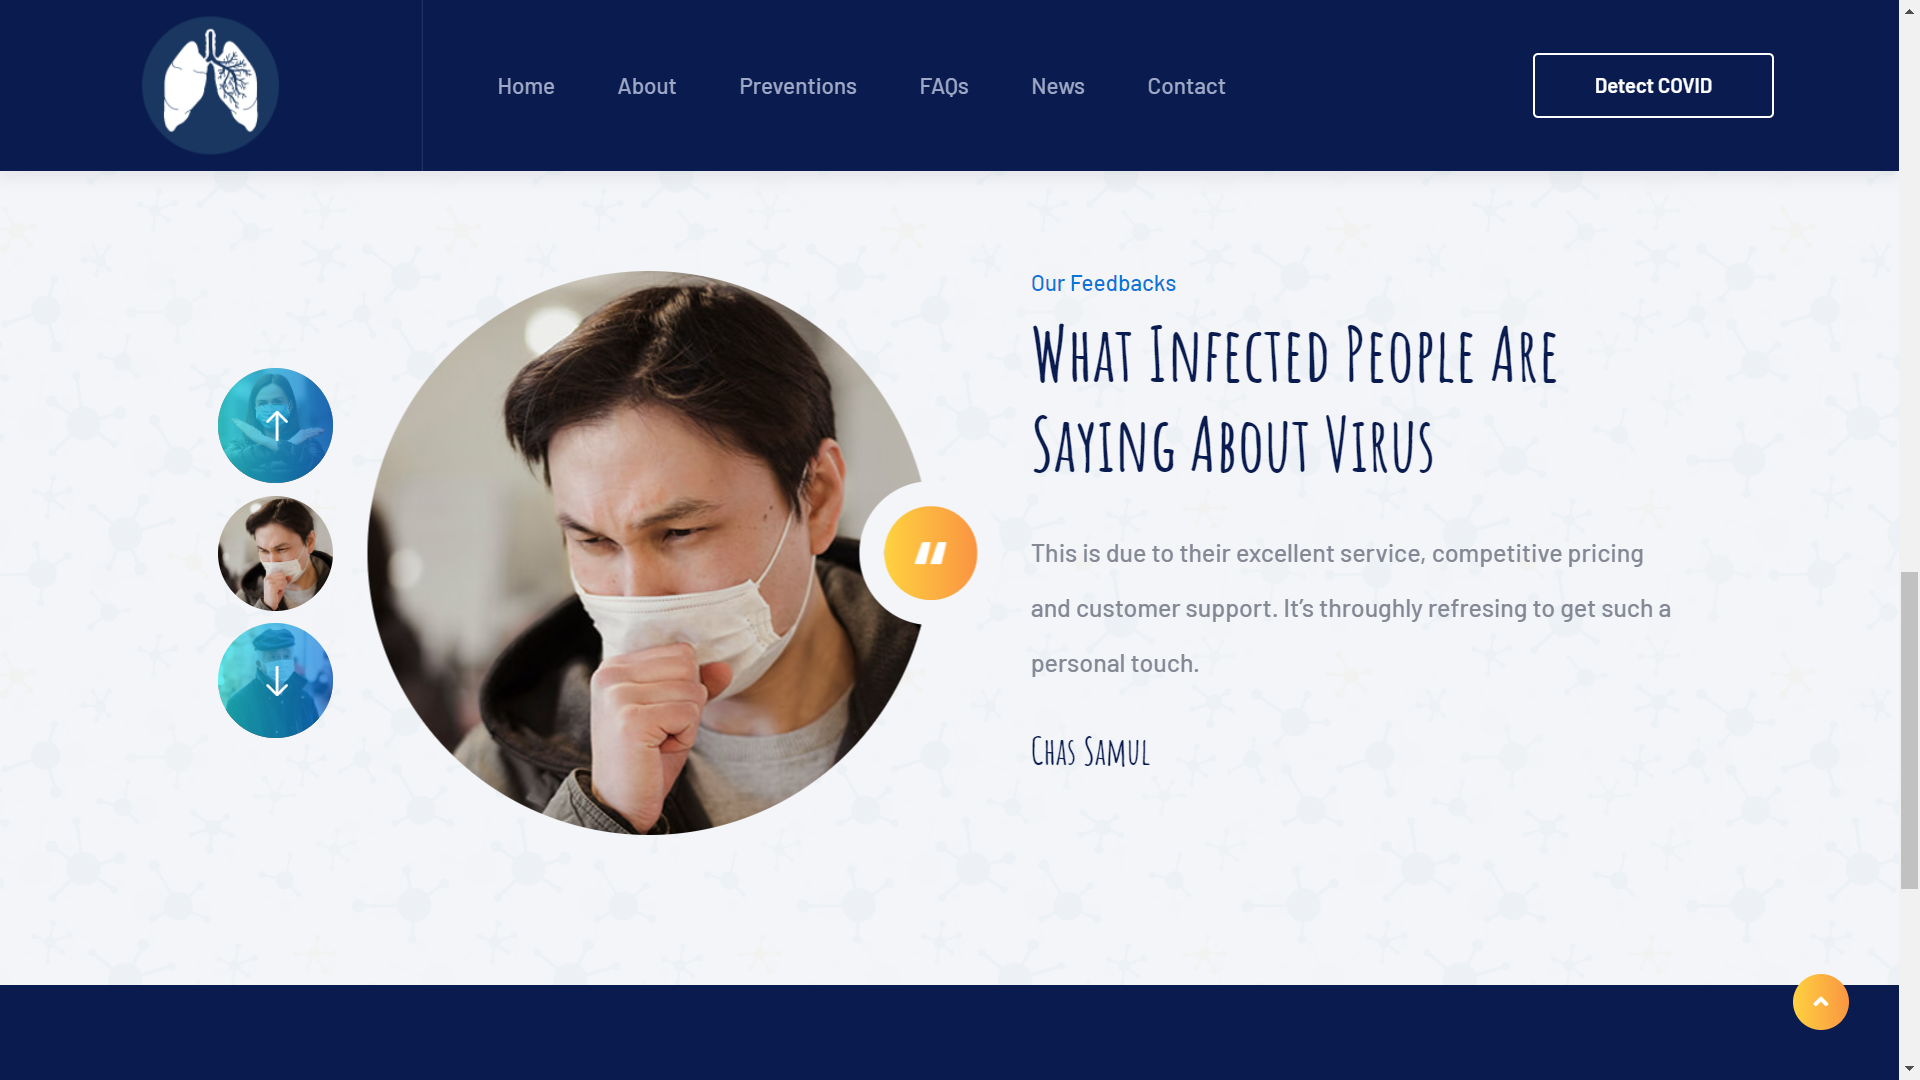 Home About Preventions FAQs News Contact Detect COVID
Our Feedbacks
What Infected People Are
Saying About Virus
This is due to their excellent service, competitive pricing
and customer support. It’s throughly refresing to get such a
personal touch.
Chas Samul